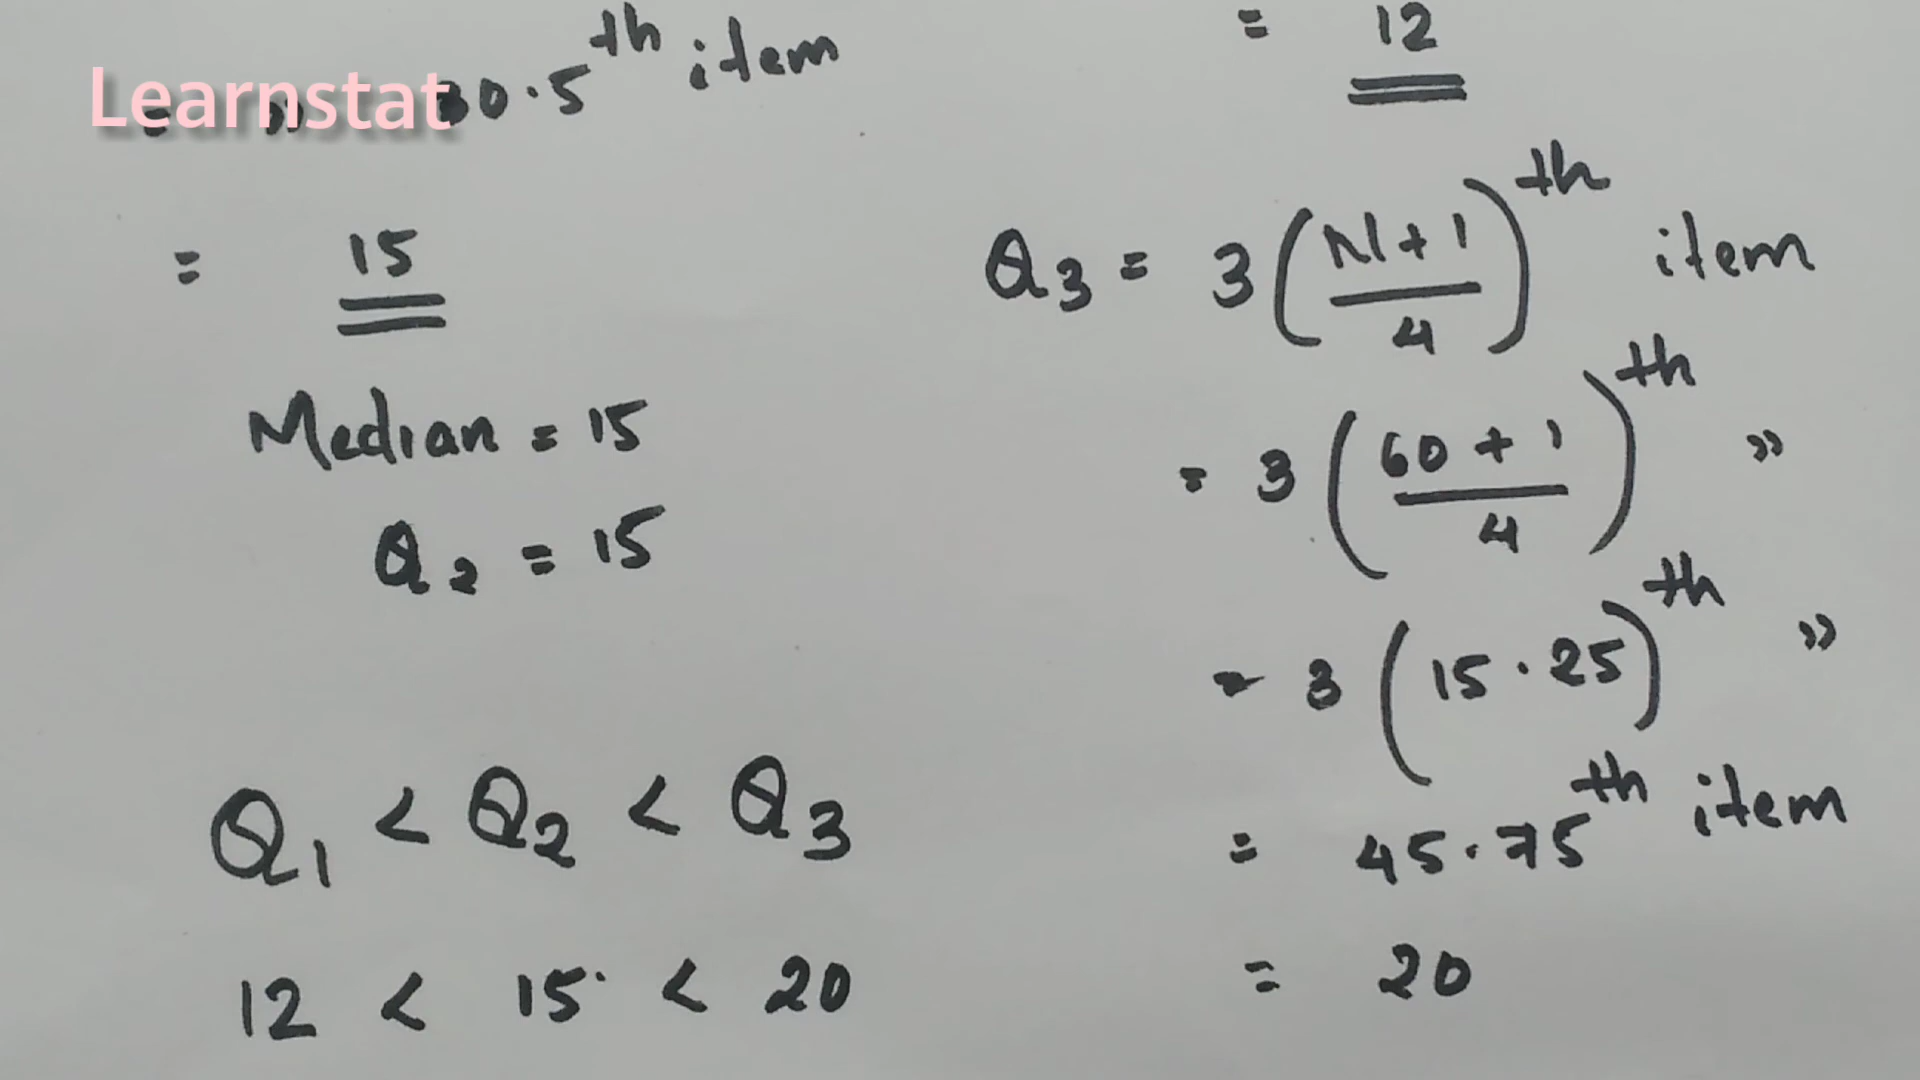 Learnstat
= » 30.5th item
= 15
Median = 15
Q2 = 15
Q1 < Q2 < Q3
12 < 15 < 20
= 12
Q3 = 3 (N+1/4)th item
= 3 (60+1/4)th »
= 3 (15.25)th »
= 45.75th item
= 20